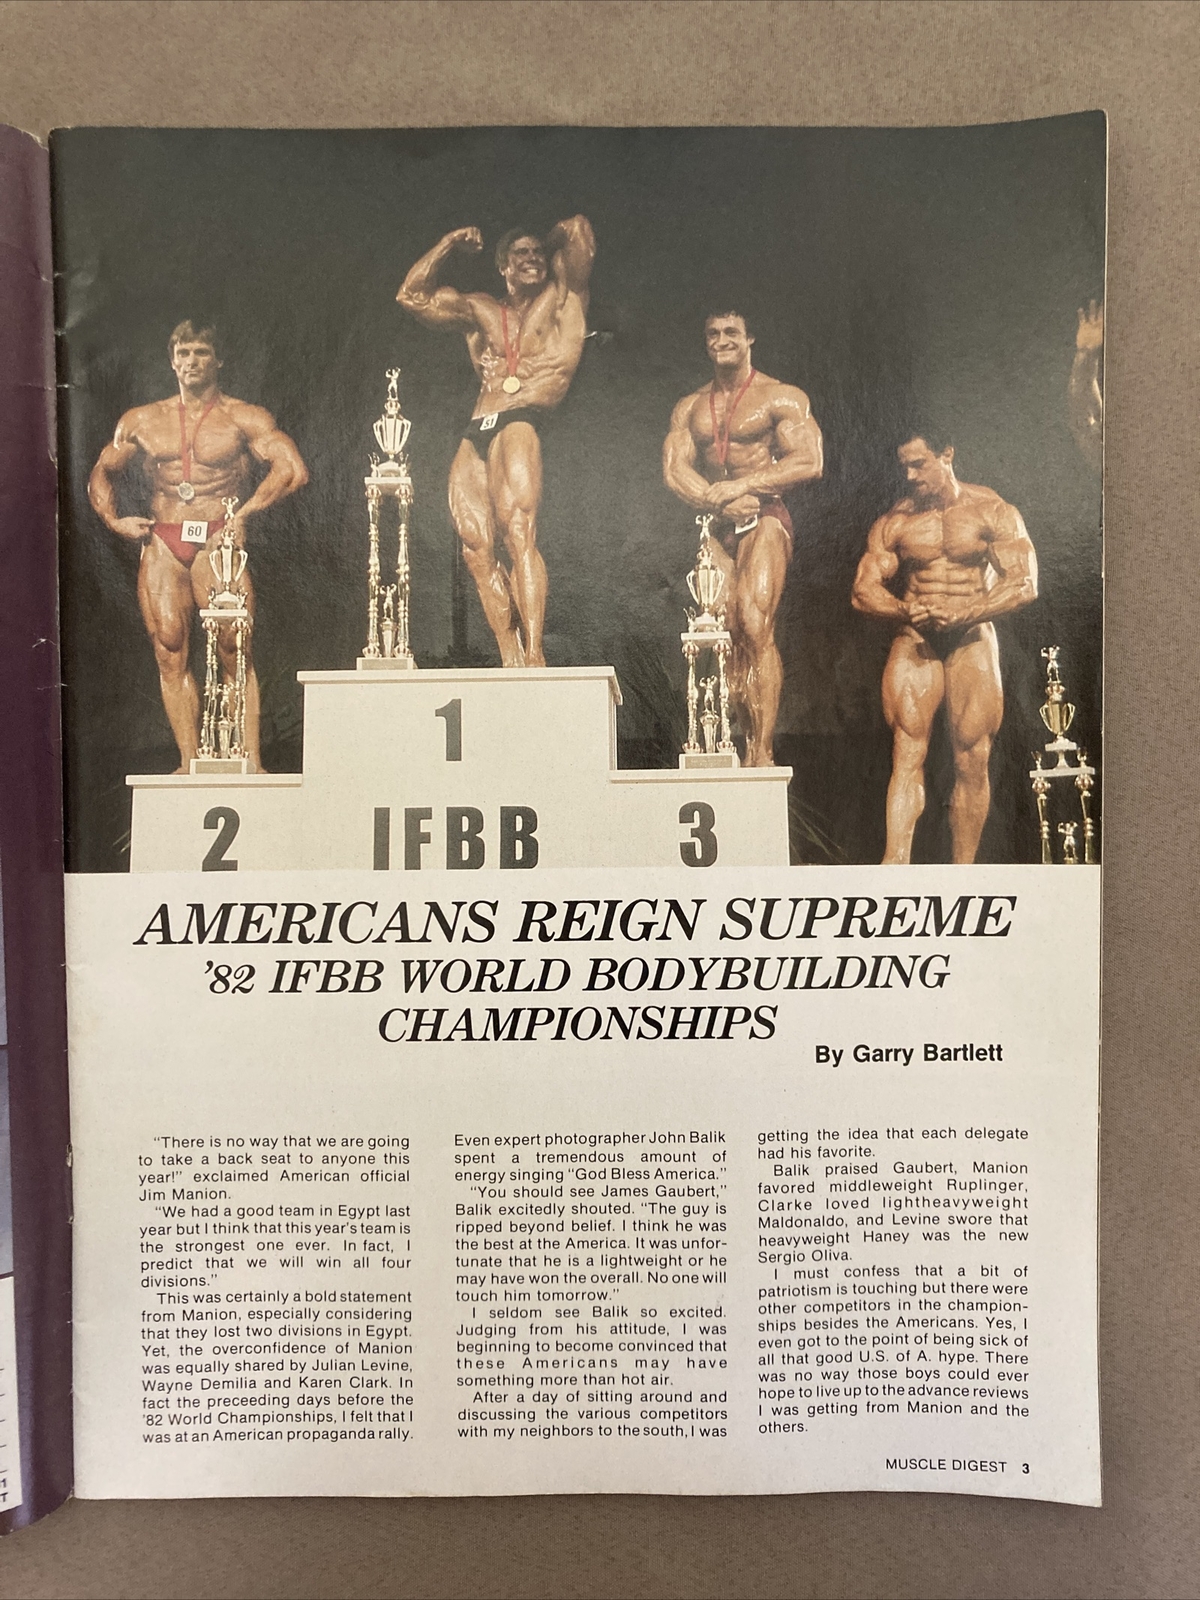 60
51
1
2 IFBB 3
AMERICANS REIGN SUPREME
'82 IFBB WORLD BODYBUILDING
CHAMPIONSHIPS
By Garry Bartlett
"There is no way that we are going
to take a back seat to anyone this
year!" exclaimed American official
Jim Manion.
"We had a good team in Egypt last
year but I think that this year's team is
the strongest one ever. In fact, I
predict that we will win all four
divisions."
This was certainly a bold statement
from Manion, especially considering
that they lost two divisions in Egypt.
Yet, the overconfidence of Manion
was equally shared by Julian Levine,
Wayne Demilia and Karen Clark. In
fact the preceeding days before the
'82 World Championships, I felt that I
was at an American propaganda rally.
Even expert photographer John Balik
spent a tremendous amount of
energy singing "God Bless America."
"You should see James Gaubert,"
Balik excitedly shouted. "The guy is
ripped beyond belief. I think he was
the best at the America. It was unfor-
tunate that he is a lightweight or he
may have won the overall. No one will
touch him tomorrow."
I seldom see Balik so excited.
Judging from his attitude, I was
beginning to become convinced that
these Americans may have
something more than hot air.
After a day of sitting around and
discussing the various competitors
with my neighbors to the south, I was
getting the idea that each delegate
had his favorite.
Balik praised Gaubert, Manion
favored middleweight Ruplinger,
Clarke loved lightheavyweight
Maldonaldo, and Levine swore that
heavyweight Haney was the new
Sergio Oliva.
I must confess that a bit of
patriotism is touching but there were
other competitors in the champion-
ships besides the Americans. Yes, I
even got to the point of being sick of
all that good U.S. of A. hype. There
was no way those boys could ever
hope to live up to the advance reviews
I was getting from Manion and the
others.
MUSCLE DIGEST 3